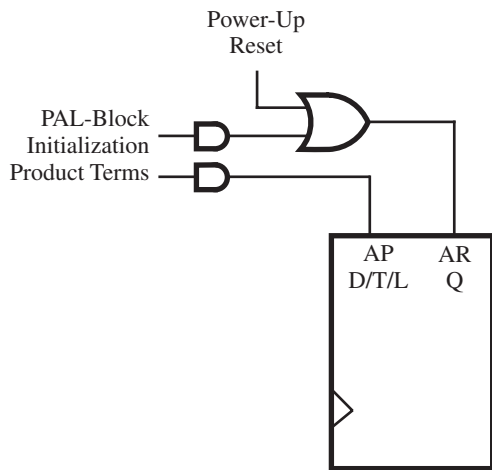 Power-Up
Reset
PAL-Block
Initialization
Product Terms
AP AR
D/T/L Q